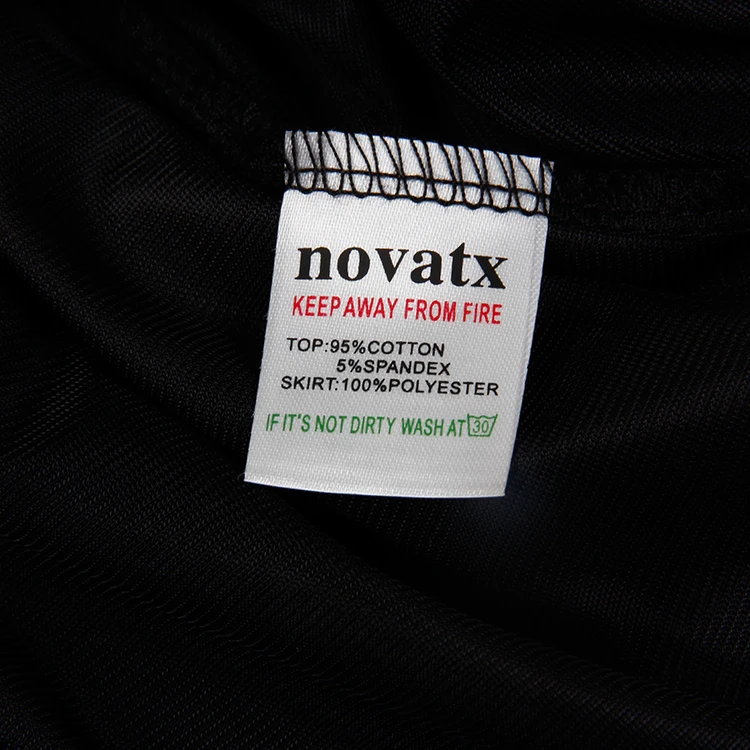 novatx
KEEP AWAY FROM FIRE
TOP:95%COTTON
5%SPANDEX
SKIRT:100%POLYESTER
IF IT'S NOT DIRTY WASH AT 30